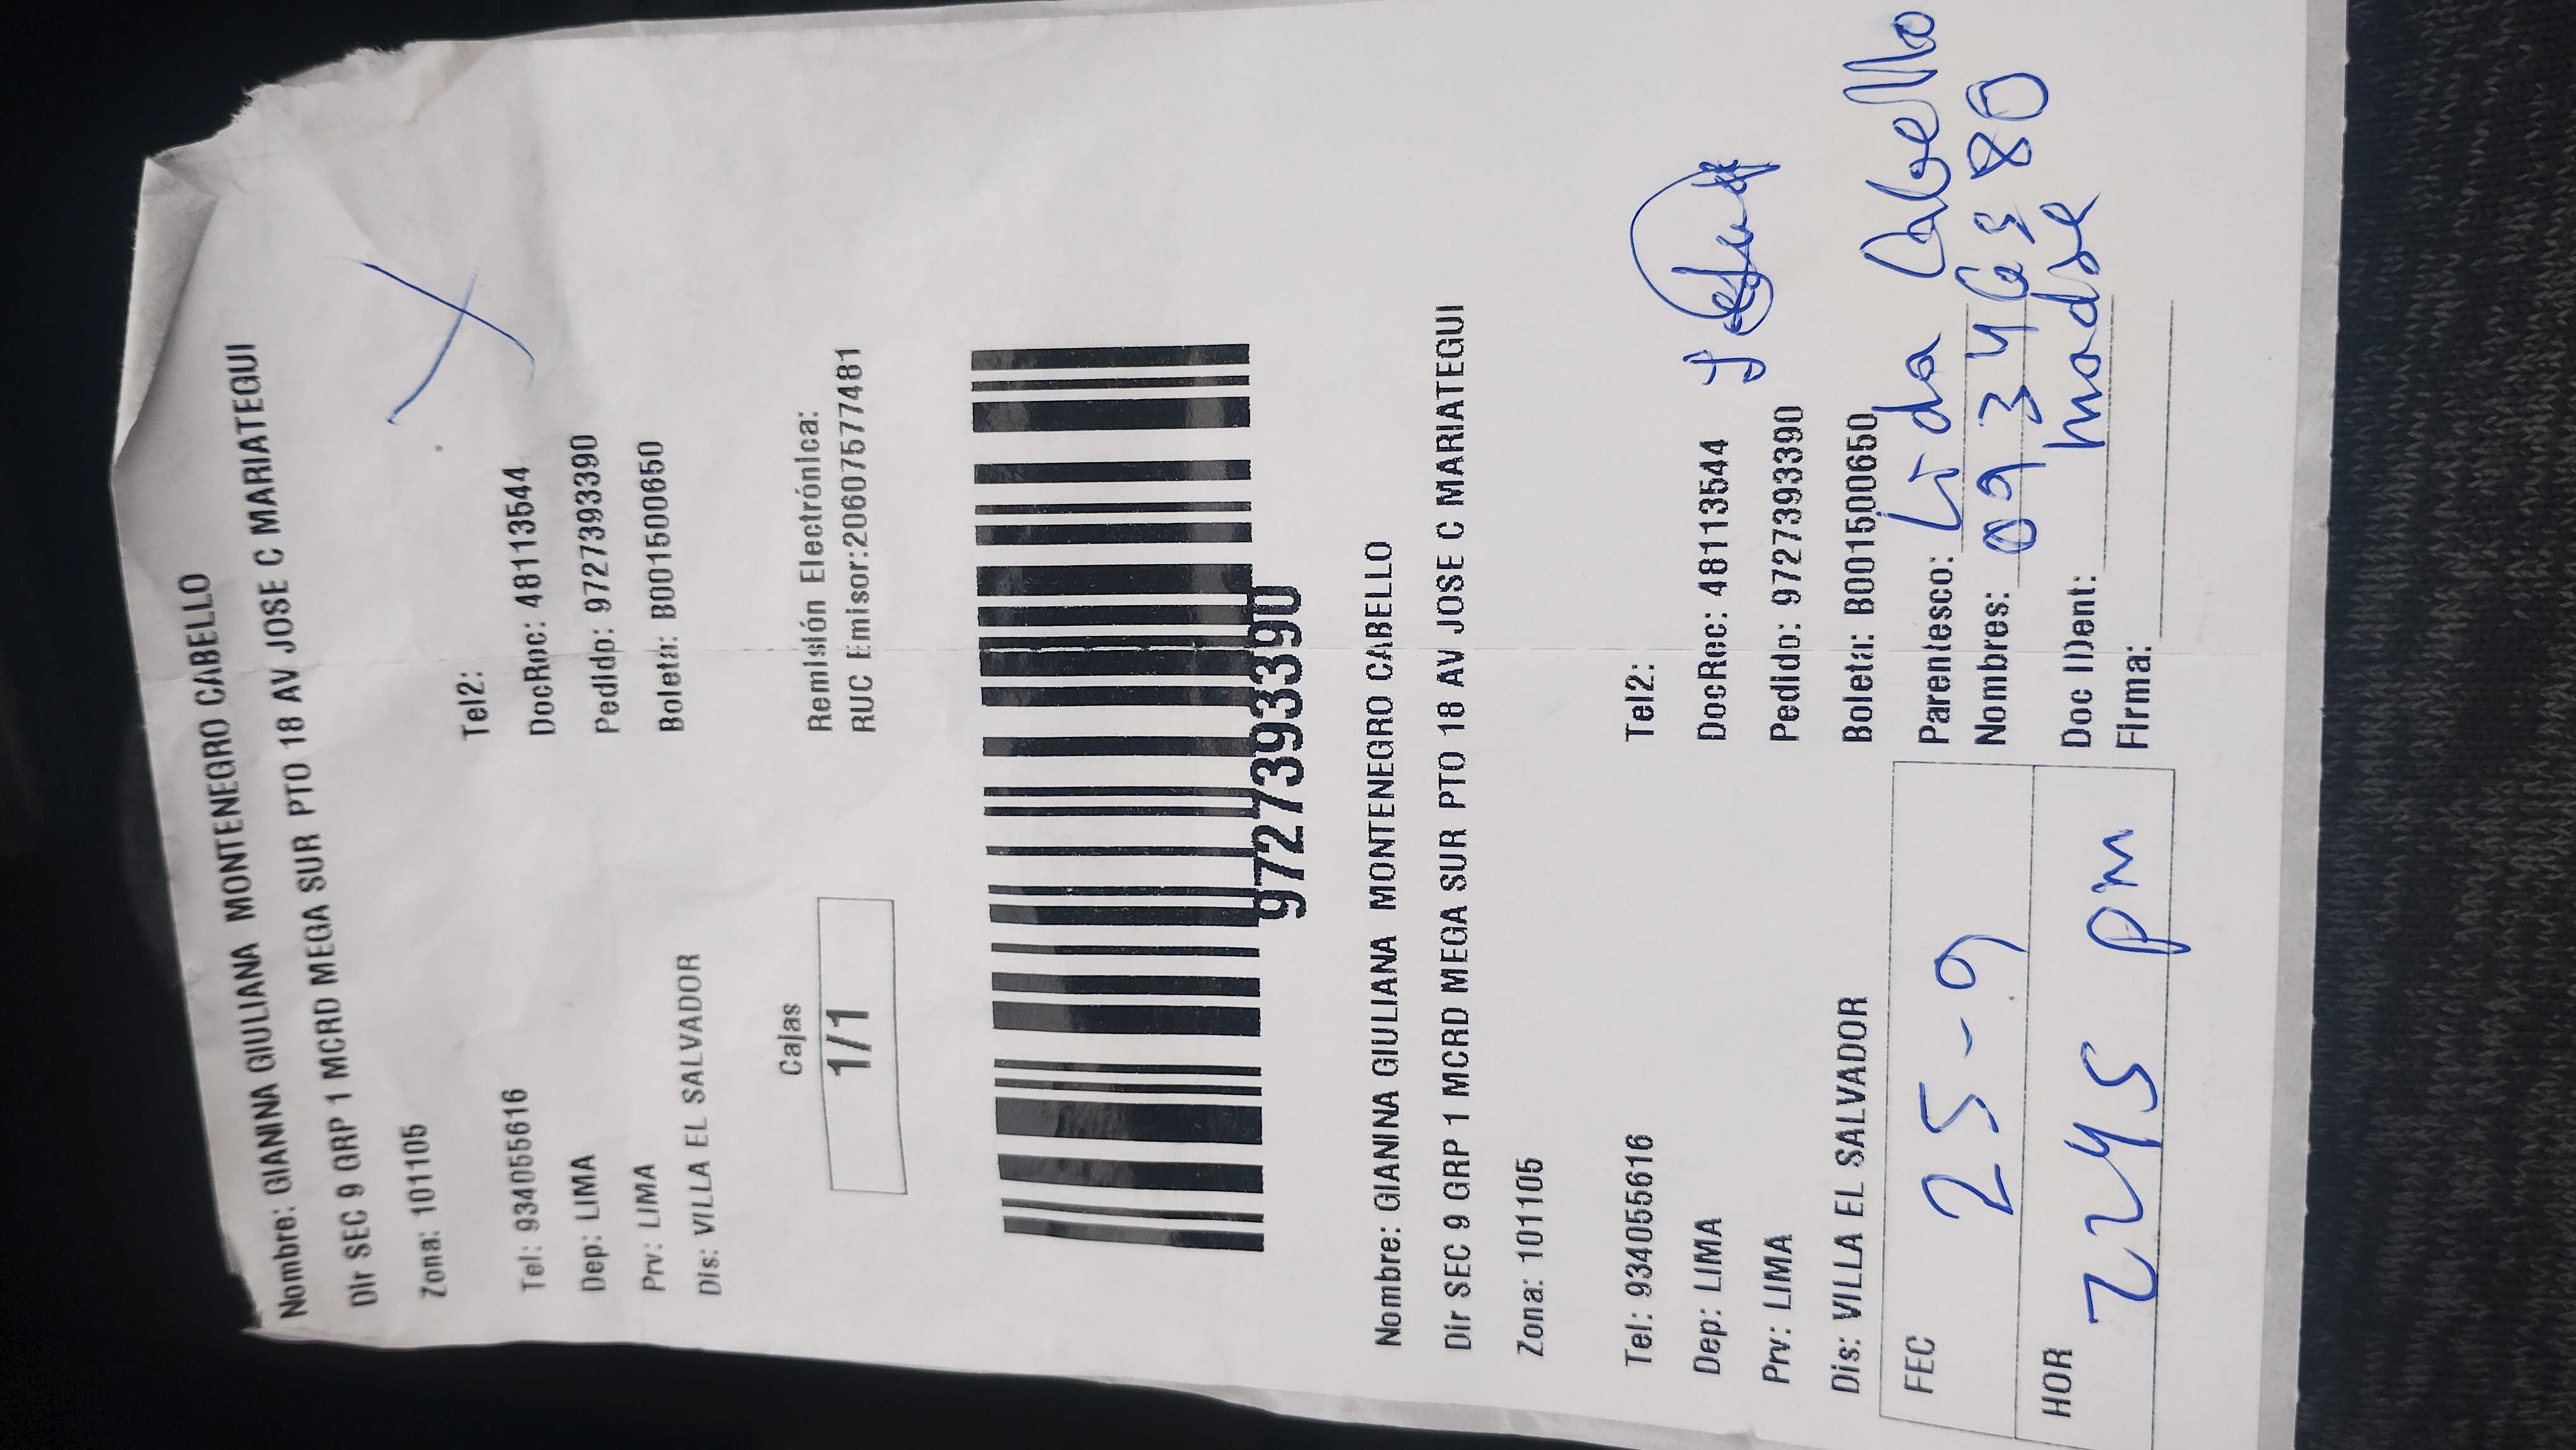 Nombre: GIANINA GIULIANA MONTENEGRO CABELLO
Dir SEC 9 GRP 1 MCRD MEGA SUR PTO 18 AV JOSE C MARIATEGUI
Zona: 101105
Tel2:
Tel: 934055616
DocRec: 48113544
Dep: LIMA
Pedido: 9727393390
Prv: LIMA
Boleta: B001500650
Dis: VILLA EL SALVADOR
Cajas
Remisión Electrónica:
1/1
RUC Emisor:20607577481
9727393390
Nombre: GIANINA GIULIANA MONTENEGRO CABELLO
Dir SEC 9 GRP 1 MCRD MEGA SUR PTO 18 AV JOSE C MARIATEGUI
Zona: 101105
Tel: 934055616
Tel2:
Dep: LIMA
DocRec: 48113544
Prv: LIMA
Pedido: 9727393390
Dis: VILLA EL SALVADOR
Boleta: B001500650
FEC 25-9
Parentesco: Lida Cabello
Nombres: 09346380
HOR 2245 pm
Doc IDent: madre
Firma: